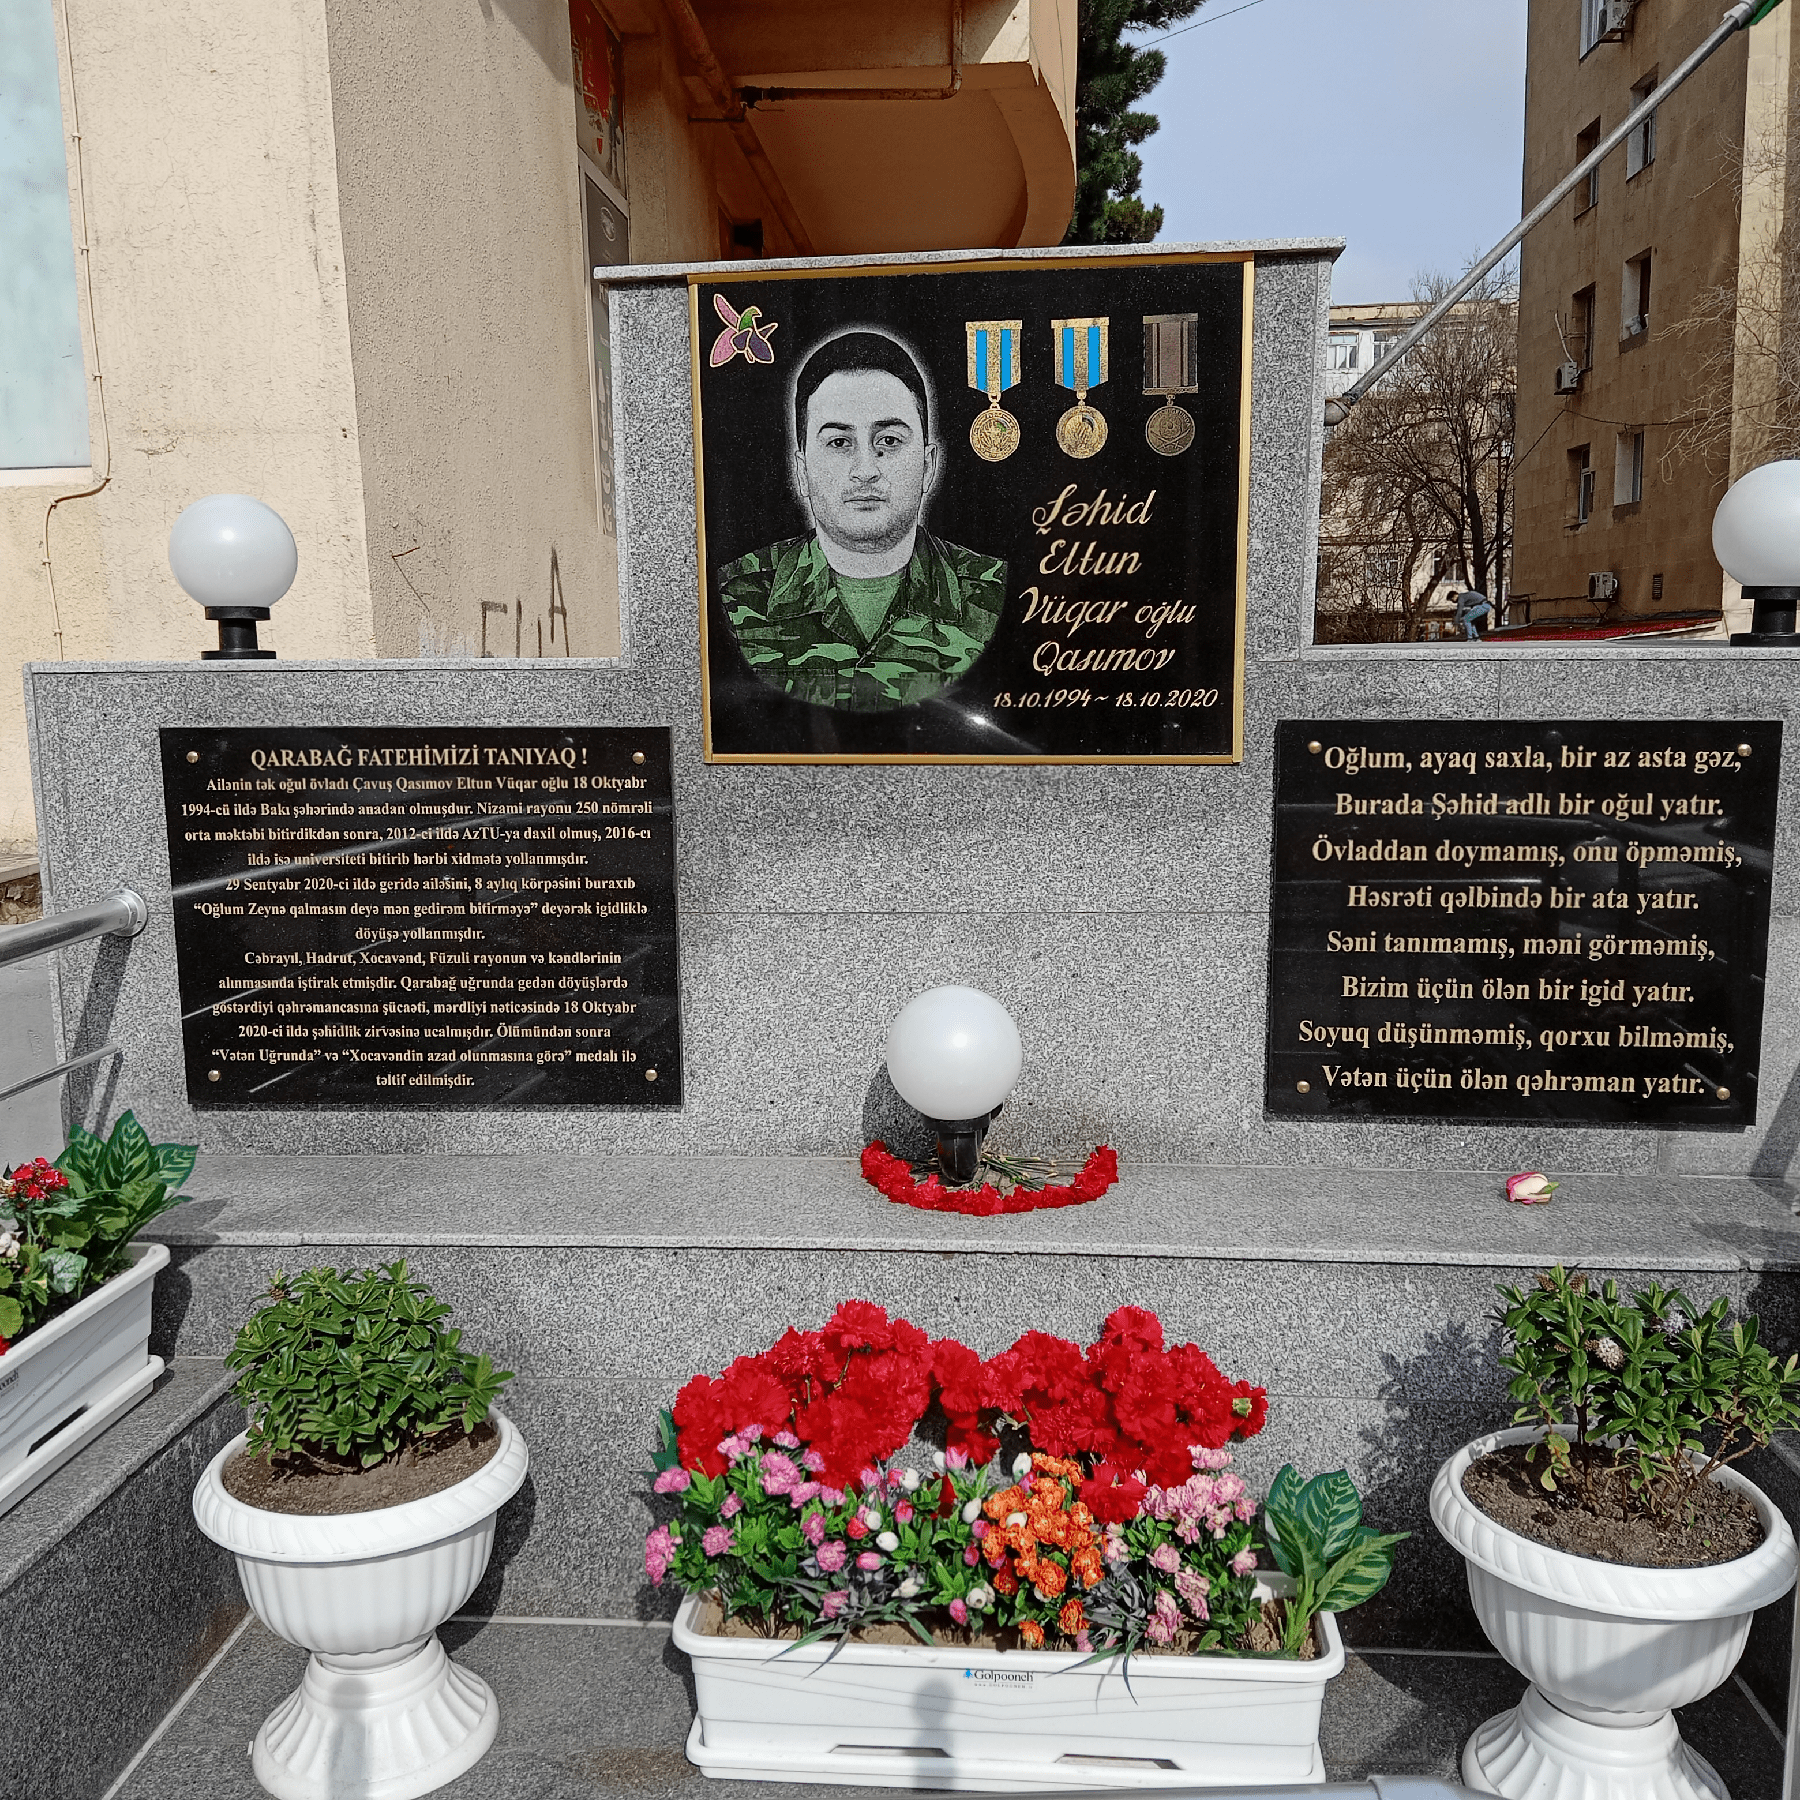 Şəhid
Eltun
Vüqar oğlu
Qasımov
18.10.1994 ~ 18.10.2020
QARABAĞ FATEHİMİZİ TANIYAQ !
Ailənin tək oğul övladı Çavuş Qasımov Eltun Vüqar oğlu 18 Oktyabr
1994-cü ildə Bakı şəhərində anadan olmuşdur. Nizami rayonu 250 nömrəli
orta məktəbi bitirdikdən sonra, 2012-ci ildə AzTU-ya daxil olmuş, 2016-cı
ildə isə universiteti bitirib hərbi xidmətə yollanmışdır.
29 Sentyabr 2020-ci ildə geridə ailəsini, 8 aylıq körpəsini buraxıb
“Oğlum Zeynə qalmasın deyə mən gedirəm bitirməyə” deyərək igidliklə
döyüşə yollanmışdır.
Cəbrayıl, Hadrut, Xocavənd, Füzuli rayonun və kəndlərinin
alınmasında iştirak etmişdir. Qarabağ uğrunda gedən döyüşlərdə
göstərdiyi qəhrəmancasına şücaəti, mərdliyi nəticəsində 18 Oktyabr
2020-ci ildə şəhidlik zirvəsinə ucalmışdır. Ölümündən sonra
“Vətən Uğrunda” və “Xocavəndin azad olunmasına görə” medalı ilə
təltif edilmişdir.
Oğlum, ayaq saxla, bir az asta gəz,
Burada Şəhid adlı bir oğul yatır.
Övladdan doymamış, onu öpməmiş,
Həsrəti qəlbində bir ata yatır.
Səni tanımamış, məni görməmiş,
Bizim üçün ölən bir igid yatır.
Soyuq düşünməmiş, qorxu bilməmiş,
Vətən üçün ölən qəhrəman yatır.
Golpoonch